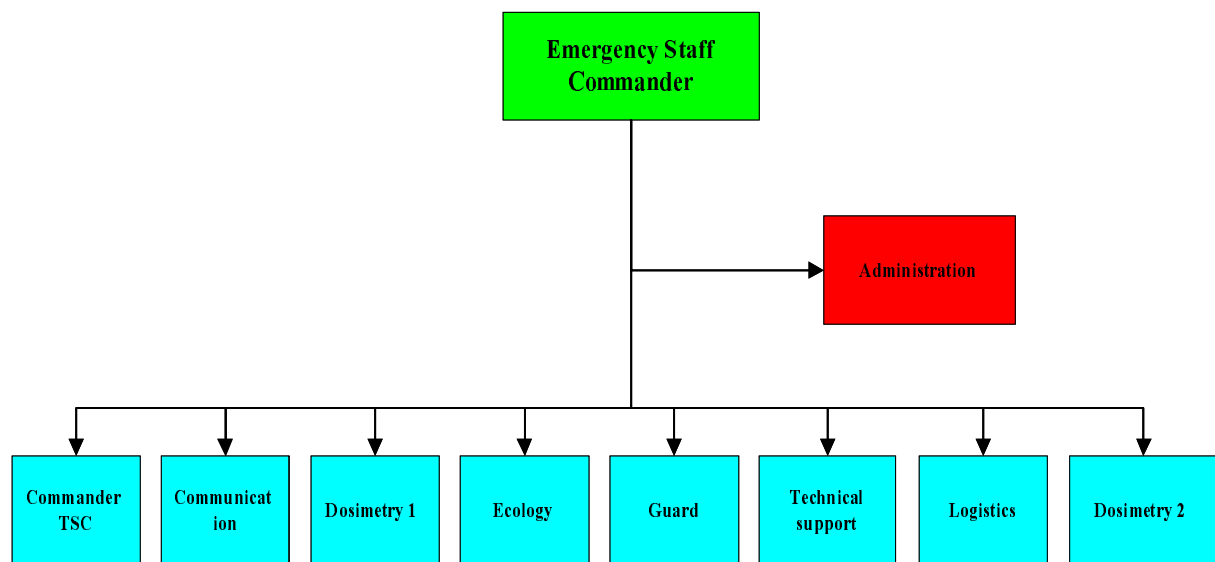 Emergency Staff
Commander
Administration
Commander
TSC
Communicat
ion
Dosimetry 1
Ecology
Guard
Technical
support
Logistics
Dosimetry 2